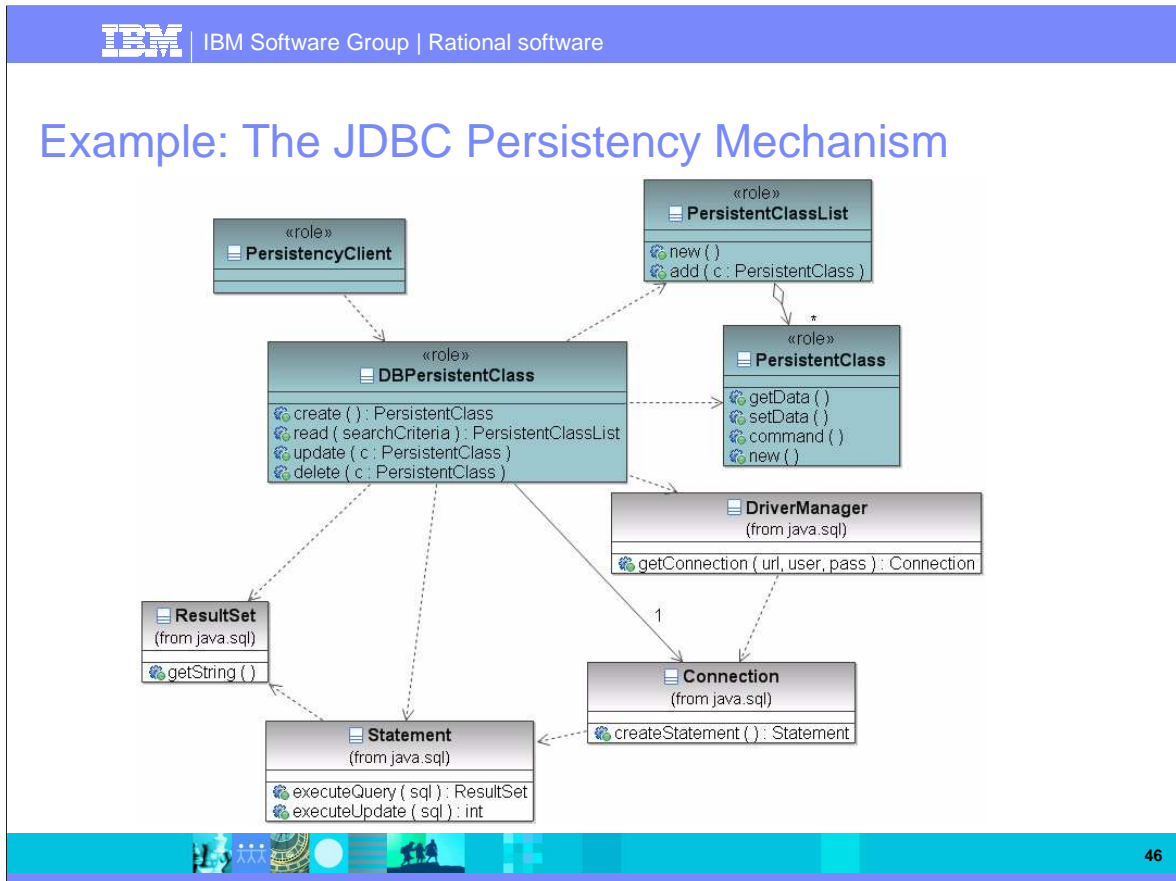 IBM | IBM Software Group | Rational software
Example: The JDBC Persistency Mechanism
«role»
PersistencyClient
«role»
PersistentClassList
new ( )
add ( c : PersistentClass )
*
«role»
DBPersistentClass
create ( ) : PersistentClass
read ( searchCriteria ) : PersistentClassList
update ( c : PersistentClass )
delete ( c : PersistentClass )
«role»
PersistentClass
getData ( )
setData ( )
command ( )
new ( )
DriverManager
(from java.sql)
getConnection ( url, user, pass ) : Connection
1
ResultSet
(from java.sql)
getString ( )
Connection
(from java.sql)
createStatement ( ) : Statement
Statement
(from java.sql)
executeQuery ( sql ) : ResultSet
executeUpdate ( sql ) : int
46